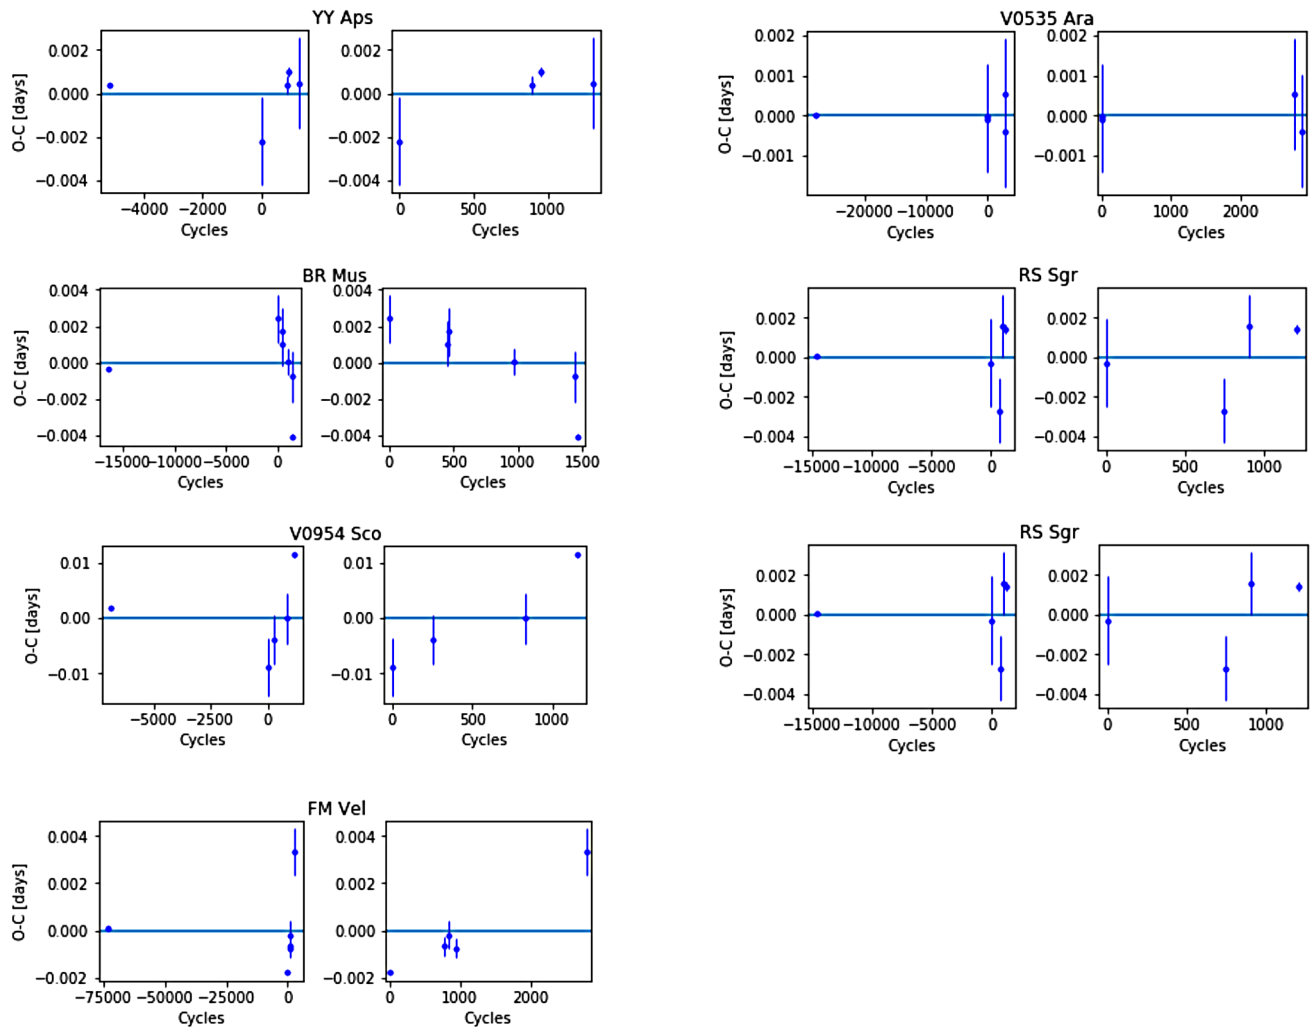 YY Aps
0.002
0.000
−0.002
−0.004
O-C [days]
−4000 −2000 0
Cycles
0.002
0.000
−0.002
−0.004
0 500 1000
Cycles
V0535 Ara
0.002
0.001
0.000
−0.001
O-C [days]
−20000 −10000 0
Cycles
0.002
0.001
0.000
−0.001
0 1000 2000
Cycles
BR Mus
0.004
0.002
0.000
−0.002
−0.004
O-C [days]
−15000 −10000 −5000 0
Cycles
0.004
0.002
0.000
−0.002
−0.004
0 500 1000 1500
Cycles
RS Sgr
0.002
0.000
−0.002
−0.004
O-C [days]
−15000 −10000 −5000 0
Cycles
0.002
0.000
−0.002
−0.004
0 500 1000
Cycles
V0954 Sco
0.01
0.00
−0.01
O-C [days]
−5000 −2500 0
Cycles
0.01
0.00
−0.01
0 500 1000
Cycles
RS Sgr
0.002
0.000
−0.002
−0.004
O-C [days]
−15000 −10000 −5000 0
Cycles
0.002
0.000
−0.002
−0.004
0 500 1000
Cycles
FM Vel
0.004
0.002
0.000
−0.002
O-C [days]
−75000 −50000 −25000 0
Cycles
0.004
0.002
0.000
−0.002
0 1000 2000
Cycles